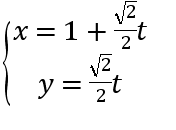 x = 1 + √2/2 t
y = √2/2 t